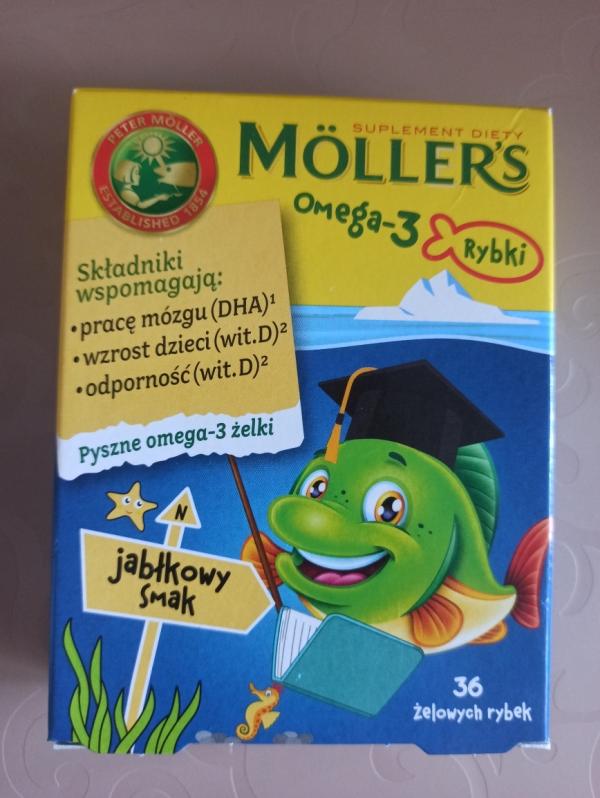 PETER MÖLLER
ESTABLISHED 1854
SUPLEMENT DIETY
MÖLLER'S
Omega-3
Rybki
Składniki
wspomagają:
•pracę mózgu (DHA)¹
•wzrost dzieci (wit.D)²
•odporność (wit.D)²
Pyszne omega-3 żelki
N
jabłkowy
smak
36
żelowych rybek